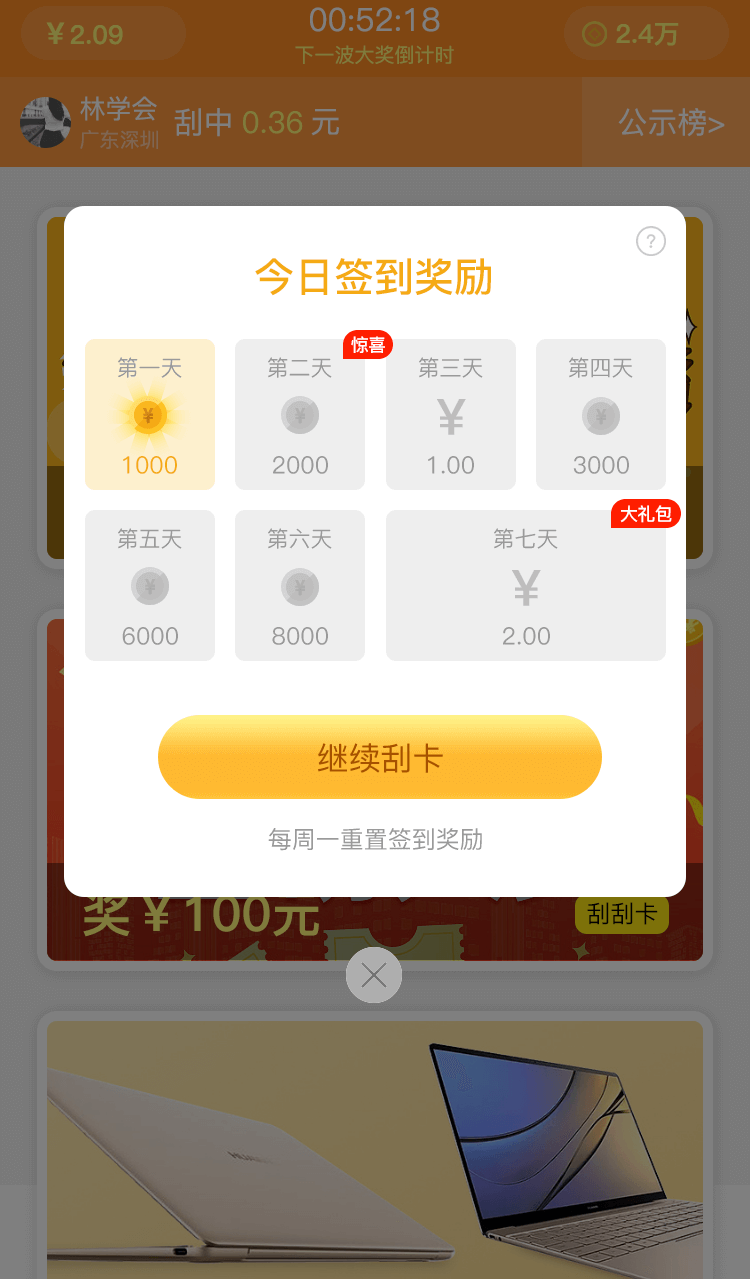 ¥ 2.09
00:52:18
2.4万
下一波大奖倒计时
林学会
广东深圳
刮中 0.36 元
公示榜>
?
今日签到奖励
第一天
¥
1000
第二天
¥
2000
惊喜
第三天
¥
1.00
第四天
¥
3000
第五天
¥
6000
第六天
¥
8000
大礼包
第七天
¥
2.00
继续刮卡
每周一重置签到奖励
奖¥100元
刮刮卡
HUAWEI